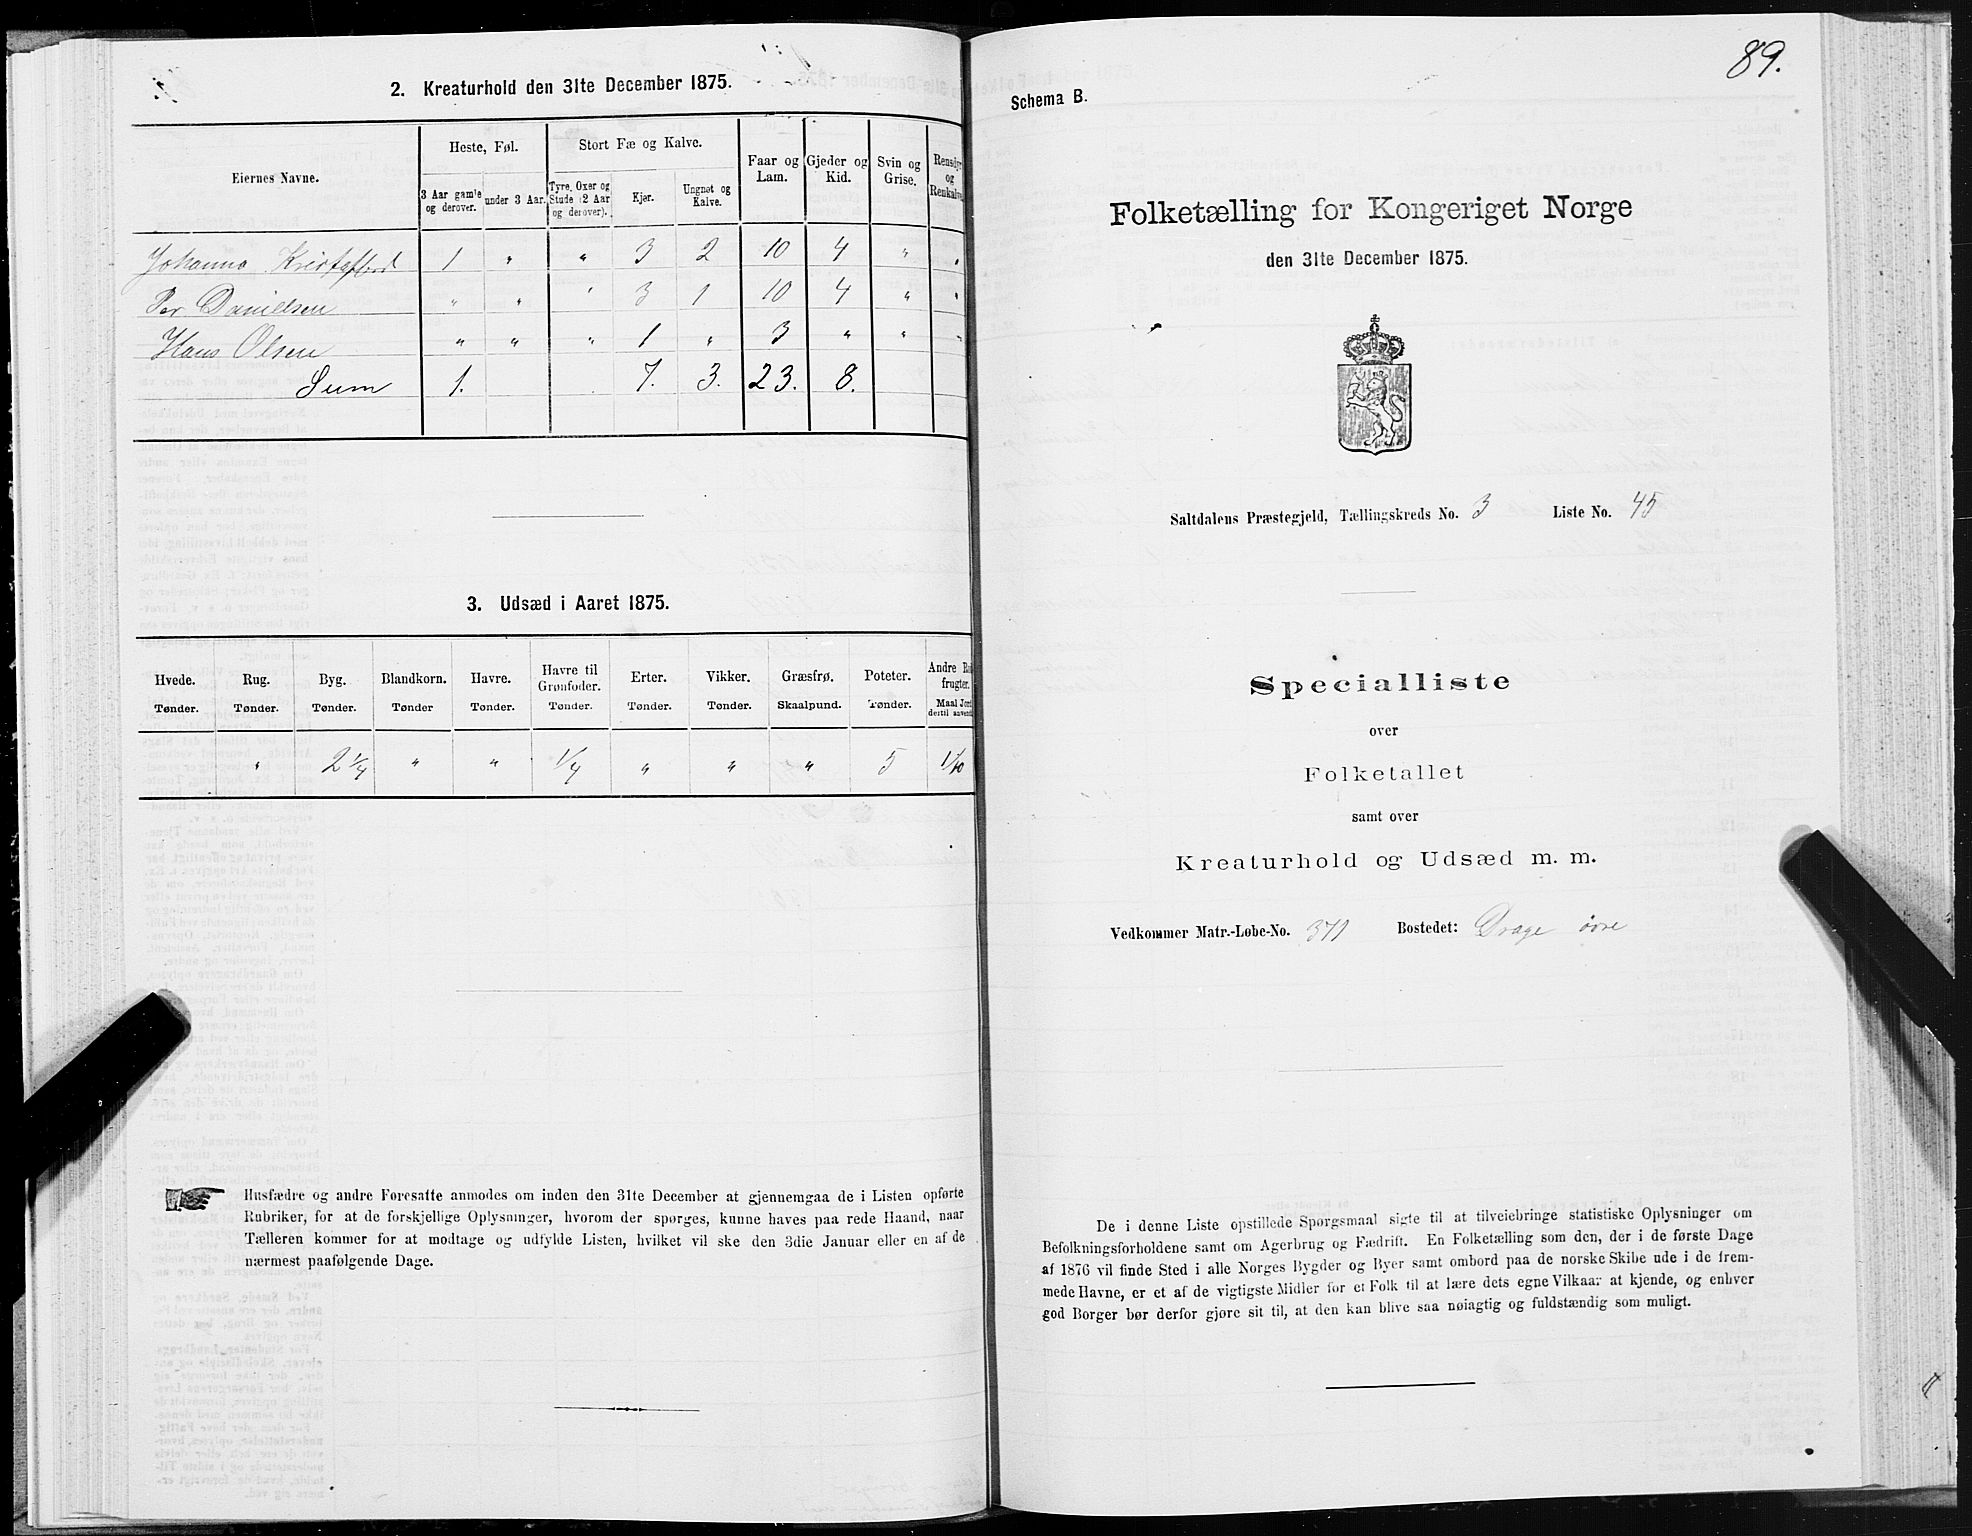 2. Kreaturhold den 31te December 1875.
Eiernes Navne.
Heste, Føl.
Stort Fæ og Kalve.
Faar og Lam.
Gjeder og Kid.
Svin og Grise.
Rensdyr og Renkalve
3 Aar gamle og derover.
under 3 Aar.
Tyre, Oxer og Stude (2 Aar og derover).
Kjør.
Ungnøt og Kalve.
Johanna 1 " " 3 2 10 4 " "
Per Danielsen " " " 3 1 10 4 " "
Hans Olsen " " " 1 " 3 " " "
Sum 1. 7. 3. 23. 8.
3. Udsæd i Aaret 1875.
Hvede. Rug. Byg. Blandkorn. Havre. Havre til Grønfoder. Erter. Vikker. Græsfrø. Poteter. Andre frugter.
Tønder. Tønder. Tønder. Tønder Tønder. Tønder. Tønder. Tønder. Skaalpund. Tønder. Maal Jord dertil anvendt
" 2 1/4 " " 1/4 " " " 5 1/10
Husfædre og andre Foresatte anmodes om inden den 31te December at gjennemgaa de i Listen opførte
Rubriker, for at de forskjellige Oplysninger, hvorom der spørges, kunne haves paa rede Haand, naar
Tælleren kommer for at modtage og udfylde Listen, hvilket vil ske den 3die Januar eller en af de
nærmest paafølgende Dage.
89.
Schema B.
Folketælling for Kongeriget Norge
den 31te December 1875.
Saltdalens Præstegjeld, Tællingskreds No. 3 Liste No. 45
Specialliste
over
Folketallet
samt over
Kreaturhold og Udsæd m. m.
Vedkommer Matr.-Løbe-No. 371 Bostedet: Drage øvre
De i denne Liste opstillede Spørgsmaal sigte til at tilveiebringe statistiske Oplysninger om
Befolkningsforholdene samt om Agerbrug og Fædrift. En Folketælling som den, der i de første Dage
af 1876 vil finde Sted i alle Norges Bygder og Byer samt ombord paa de norske Skibe ude i de frem-
mede Havne, er et af de vigtigste Midler for et Folk til at lære dets egne Vilkaar at kjende, og enhver
god Borger bør derfor gjøre sit til, at den kan blive saa nøiagtig og fuldstændig som muligt.